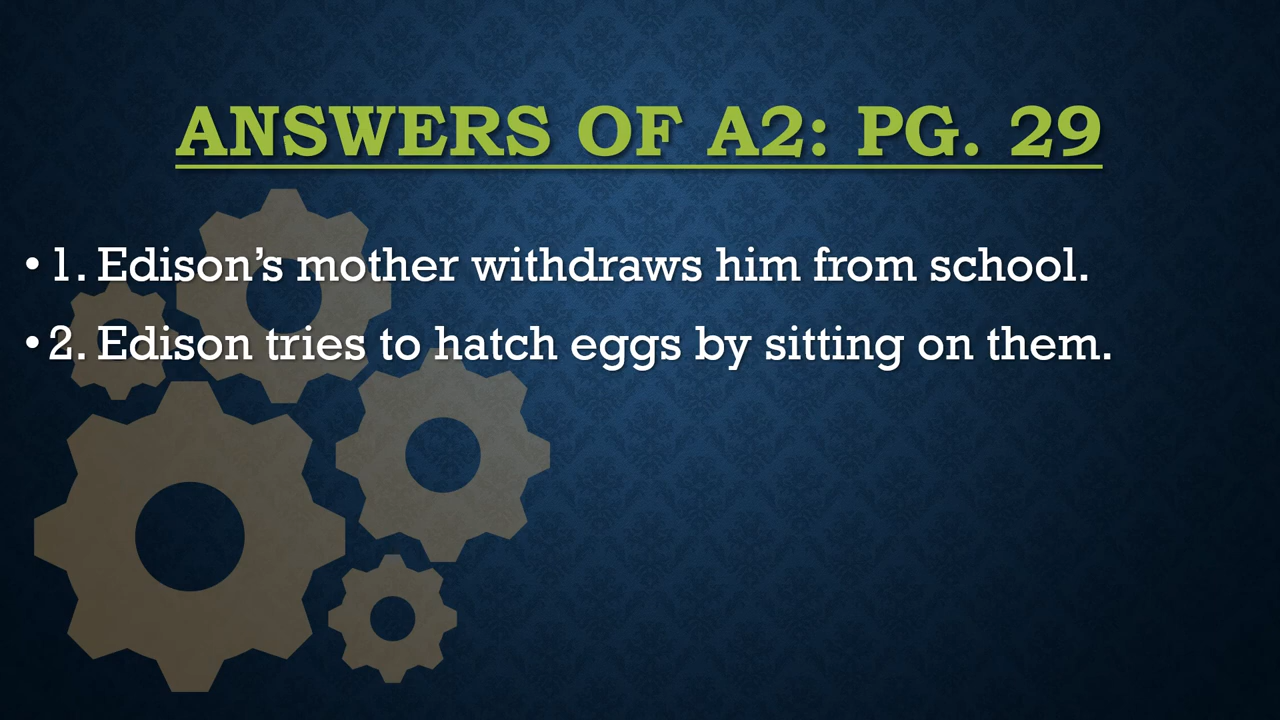 ANSWERS OF A2: PG. 29
• 1. Edison’s mother withdraws him from school.
• 2. Edison tries to hatch eggs by sitting on them.